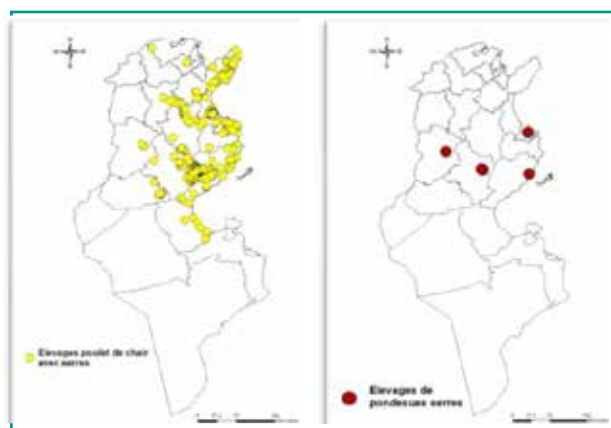 Elevages poulet de chair
avec serres
Elevages de
pondeuses serres